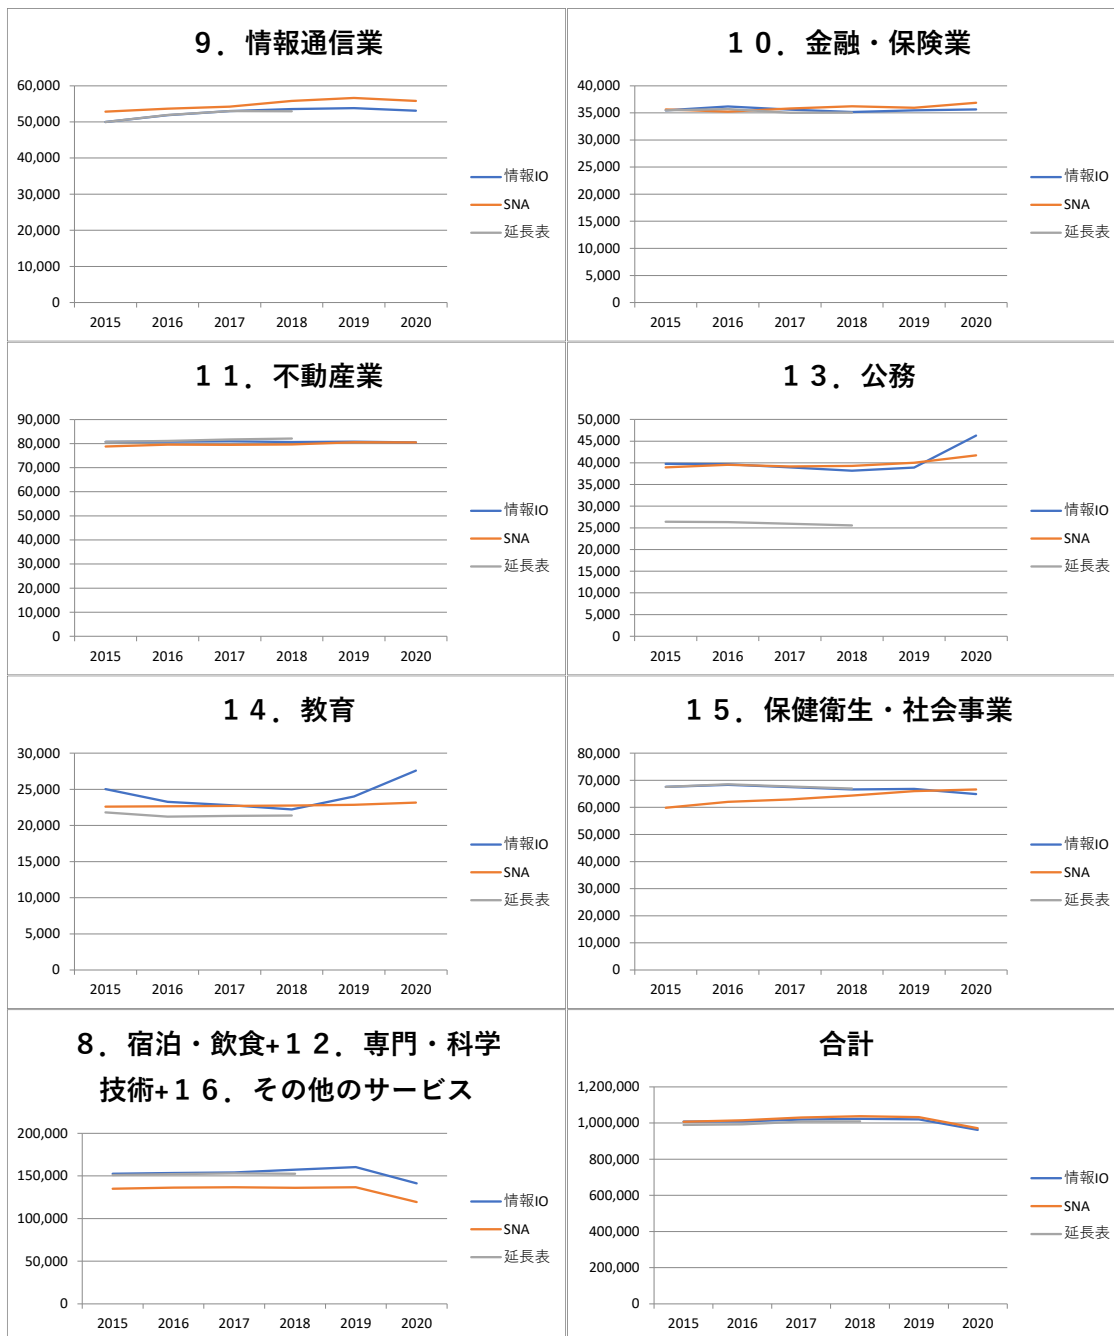 ９．情報通信業
60,000
50,000
40,000
30,000
20,000
10,000
0
2015 2016 2017 2018 2019 2020
情報IO
SNA
延長表
１０．金融・保険業
40,000
35,000
30,000
25,000
20,000
15,000
10,000
5,000
0
2015 2016 2017 2018 2019 2020
情報IO
SNA
延長表
１１．不動産業
90,000
80,000
70,000
60,000
50,000
40,000
30,000
20,000
10,000
0
2015 2016 2017 2018 2019 2020
情報IO
SNA
延長表
１３．公務
50,000
45,000
40,000
35,000
30,000
25,000
20,000
15,000
10,000
5,000
0
2015 2016 2017 2018 2019 2020
情報IO
SNA
延長表
１４．教育
30,000
25,000
20,000
15,000
10,000
5,000
0
2015 2016 2017 2018 2019 2020
情報IO
SNA
延長表
１５．保健衛生・社会事業
80,000
70,000
60,000
50,000
40,000
30,000
20,000
10,000
0
2015 2016 2017 2018 2019 2020
情報IO
SNA
延長表
８．宿泊・飲食+１２．専門・科学
技術+１６．その他のサービス
200,000
150,000
100,000
50,000
0
2015 2016 2017 2018 2019 2020
情報IO
SNA
延長表
合計
1,200,000
1,000,000
800,000
600,000
400,000
200,000
0
2015 2016 2017 2018 2019 2020
情報IO
SNA
延長表